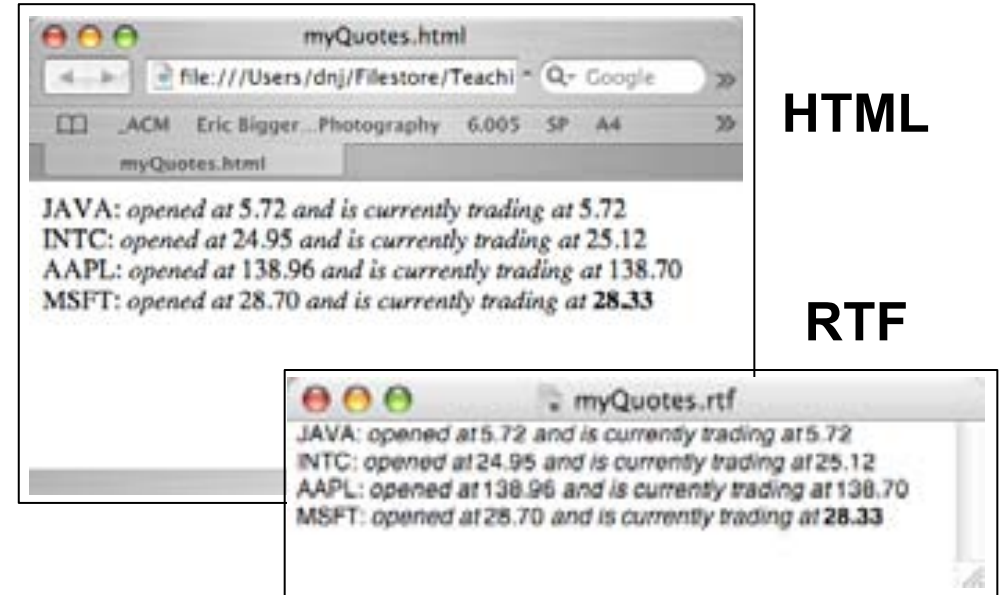 myQuotes.html
file:///Users/dnj/Filestore/Teachi Google
_ACM Eric Bigger...Photography 6.005 SP A4
myQuotes.html
JAVA: opened at 5.72 and is currently trading at 5.72
INTC: opened at 24.95 and is currently trading at 25.12
AAPL: opened at 138.96 and is currently trading at 138.70
MSFT: opened at 28.70 and is currently trading at 28.33
HTML
RTF
myQuotes.rtf
JAVA: opened at 5.72 and is currently trading at 5.72
INTC: opened at 24.95 and is currently trading at 25.12
AAPL: opened at 138.96 and is currently trading at 138.70
MSFT: opened at 28.70 and is currently trading at 28.33